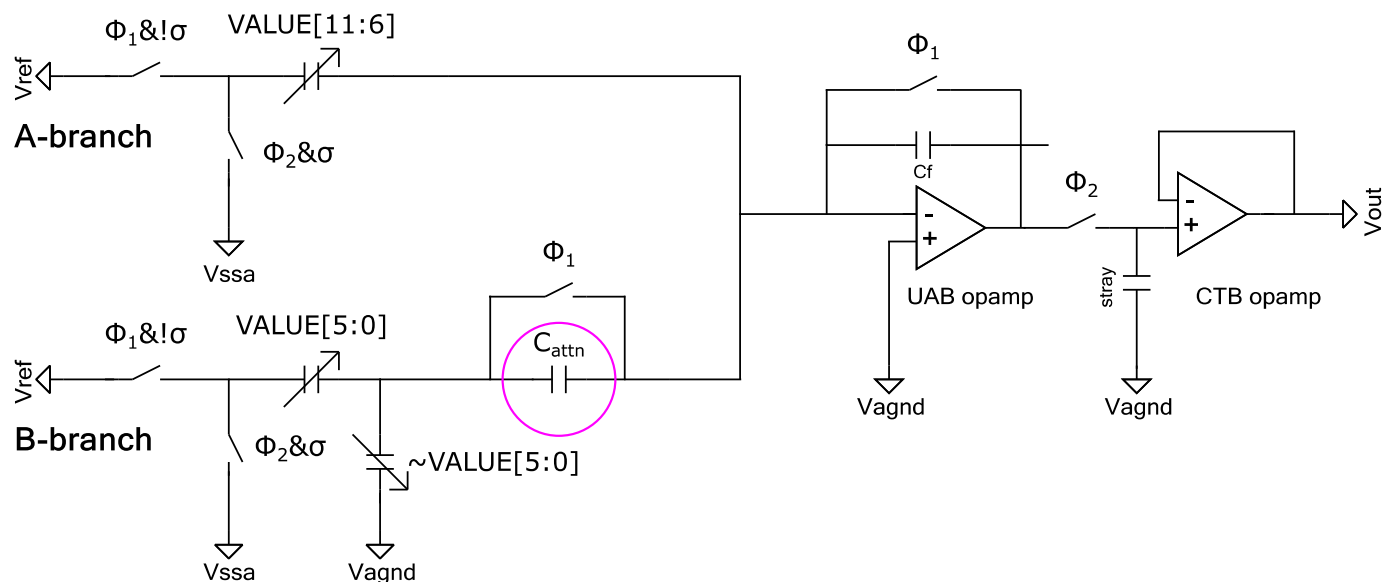 Φ1&!σ
VALUE[11:6]
Vref
A-branch
Φ2&σ
Vssa
Φ1
Cf
UAB opamp
Vagnd
Φ2
stray
Vagnd
CTB opamp
Vout
-
+
-
+
Φ1&!σ
VALUE[5:0]
Vref
B-branch
Φ2&σ
Vssa
~VALUE[5:0]
Vagnd
Φ1
Cattn